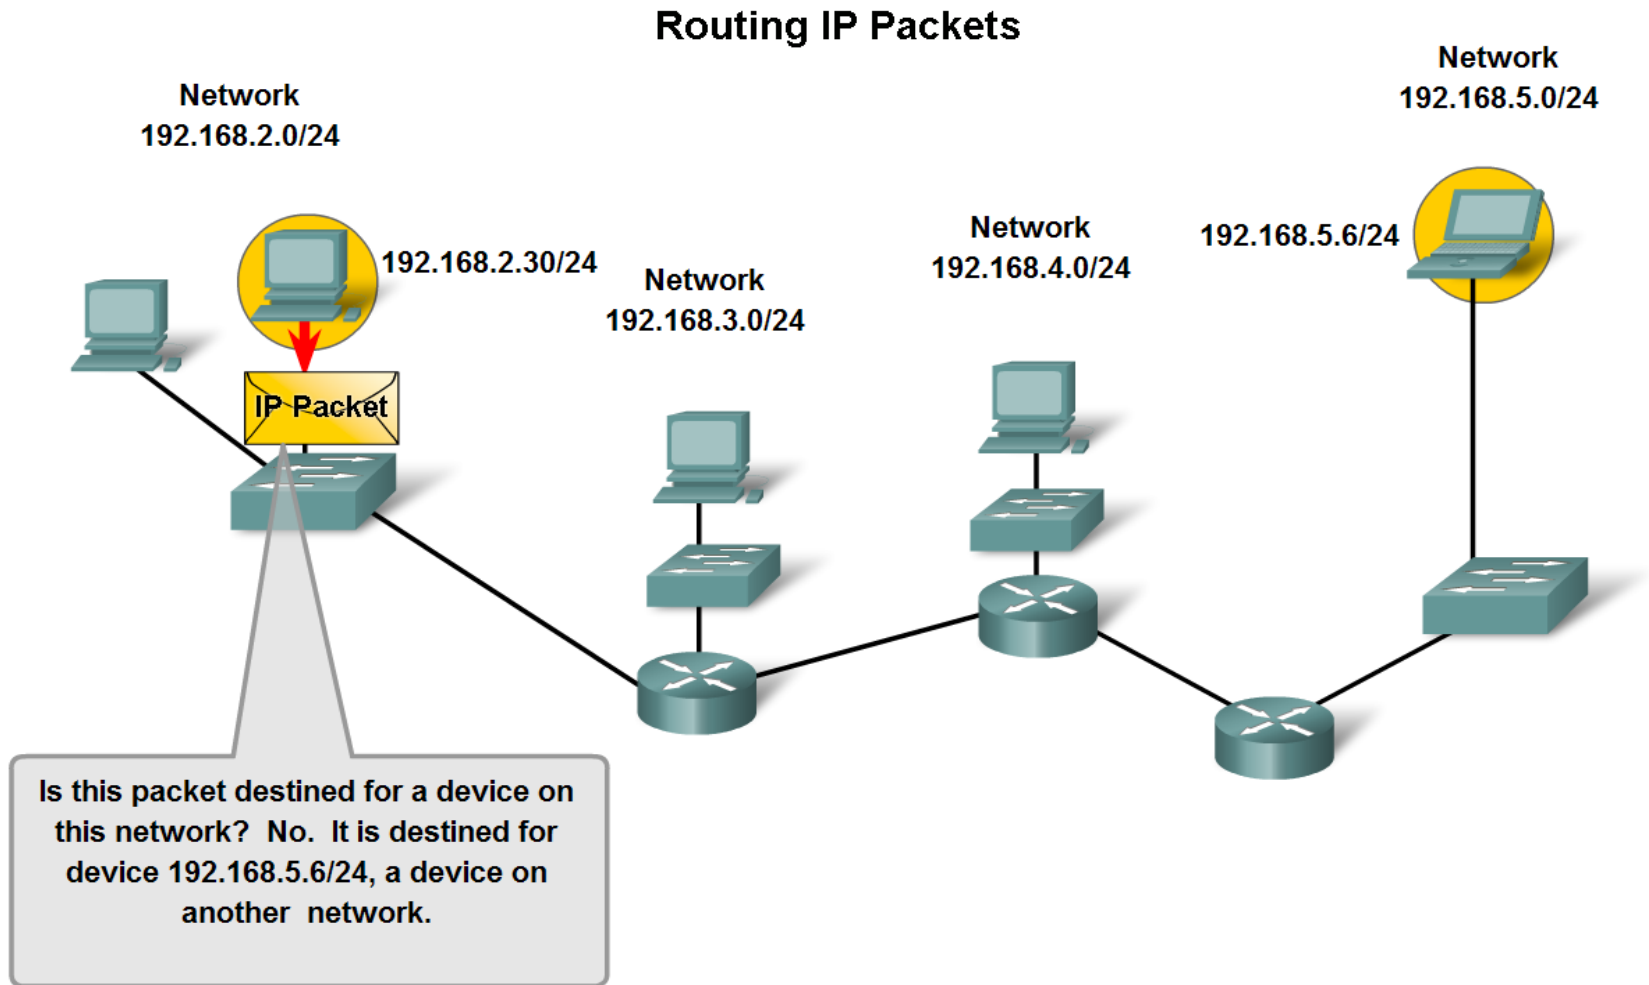 Routing IP Packets
Network
192.168.2.0/24
192.168.2.30/24
IP Packet
Network
192.168.3.0/24
Network
192.168.4.0/24
Network
192.168.5.0/24
192.168.5.6/24
Is this packet destined for a device on
this network? No. It is destined for
device 192.168.5.6/24, a device on
another network.